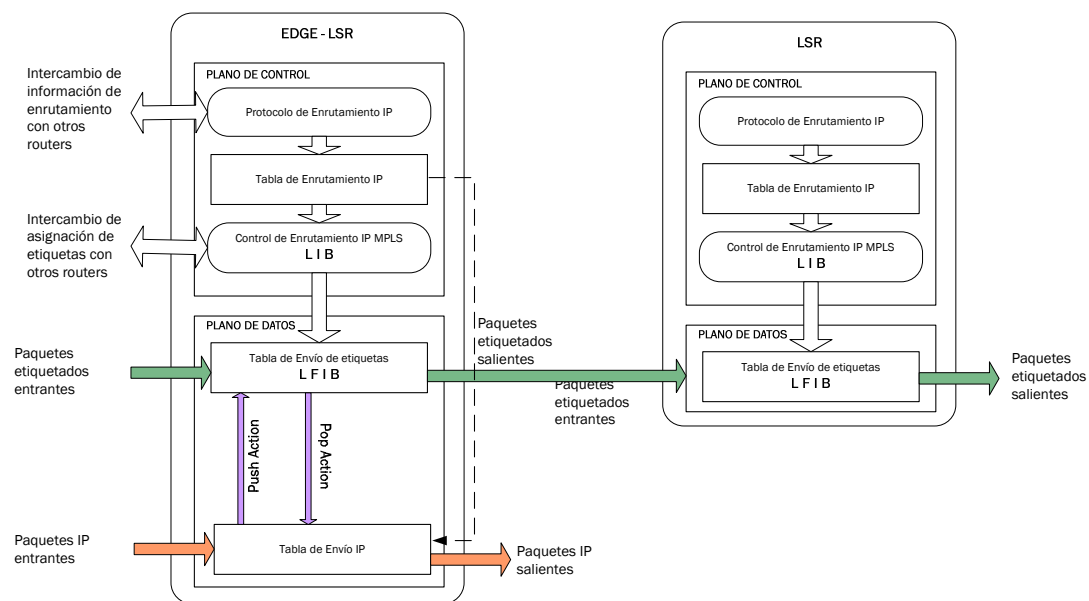 EDGE - LSR
PLANO DE CONTROL
Intercambio de
información de
enrutamiento
con otros
routers
Protocolo de Enrutamiento IP
Tabla de Enrutamiento IP
Intercambio de
asignación de
etiquetas con
otros routers
Control de Enrutamiento IP MPLS
L I B
PLANO DE DATOS
Paquetes
etiquetados
salientes
Paquetes
etiquetados
entrantes
Tabla de Envío de etiquetas
L F I B
Paquetes
etiquetados
entrantes
Push Action
Pop Action
Paquetes IP
entrantes
Tabla de Envío IP
Paquetes IP
salientes
LSR
PLANO DE CONTROL
Protocolo de Enrutamiento IP
Tabla de Enrutamiento IP
Control de Enrutamiento IP MPLS
L I B
PLANO DE DATOS
Tabla de Envío de etiquetas
L F I B
Paquetes
etiquetados
salientes